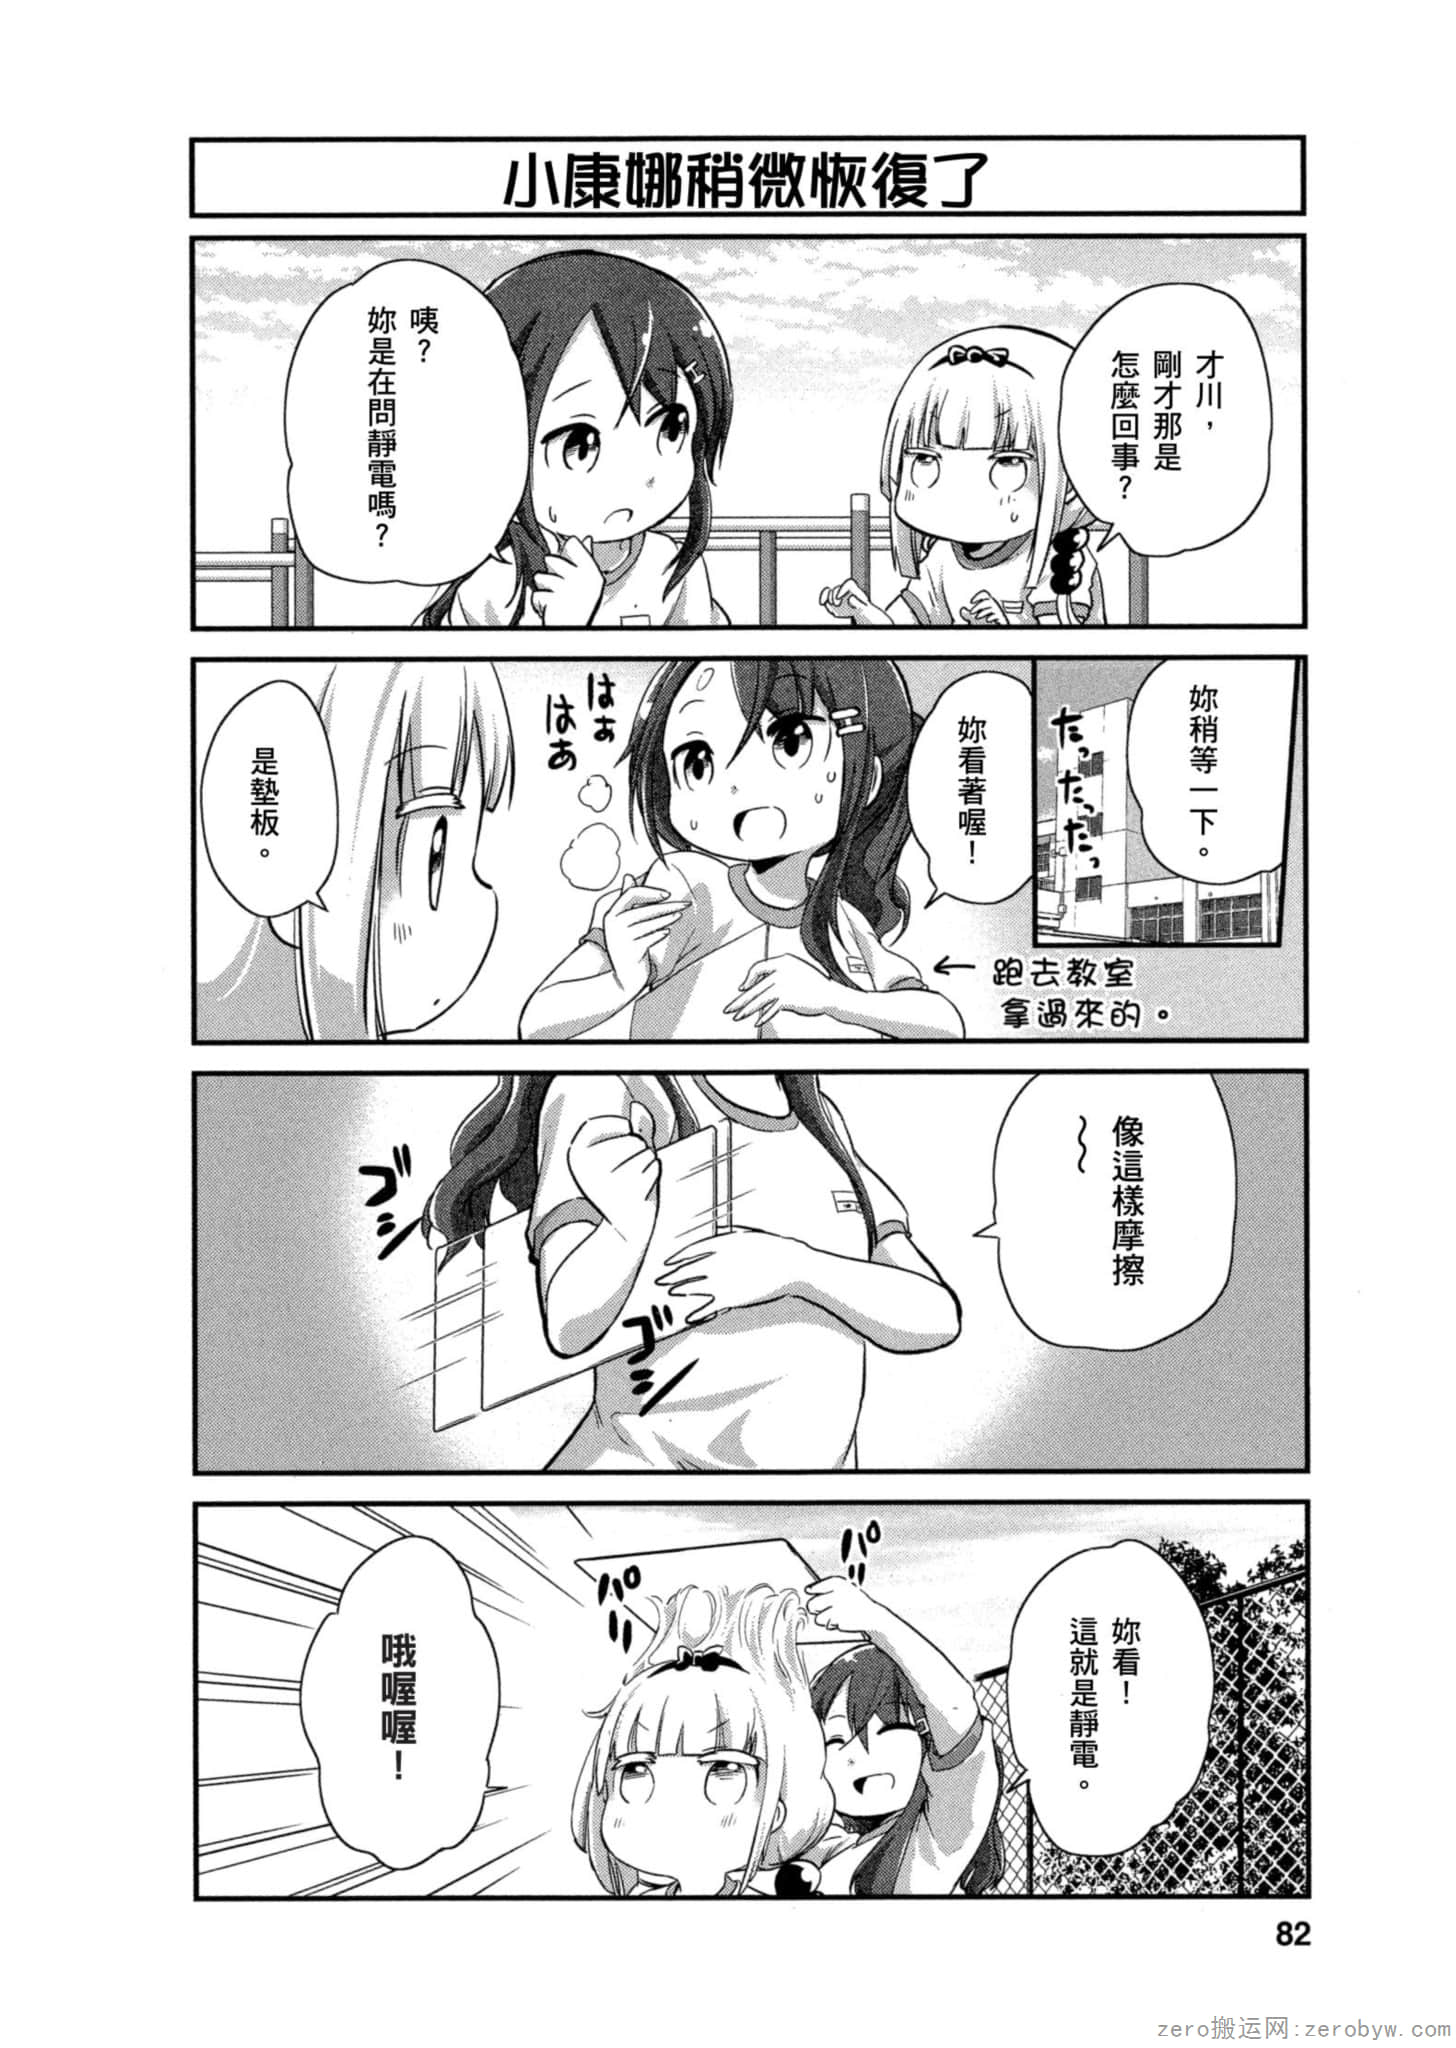 小康娜稍微恢復了
才川，
剛才那是
怎麼回事？
咦？
妳是在問靜電嗎？
妳稍等一下。
たっ
たったっ
妳看著喔！
← 跑去教室
拿過來的。
はぁ
はぁ
是墊板。
像這樣摩擦
～
ゴシ
ゴシ
妳看！
這就是靜電。
パリ
パリ
哦喔喔！
82
zero搬运网:zerobyw.com